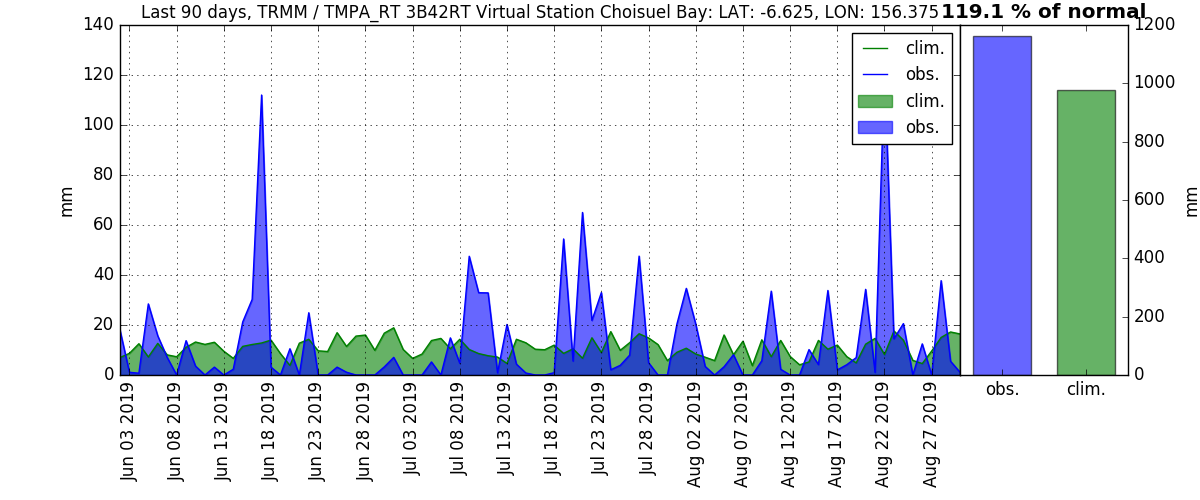 Last 90 days, TRMM / TMPA_RT 3B42RT Virtual Station Choisuel Bay: LAT: -6.625, LON: 156.375
119.1 % of normal
clim.
obs.
clim.
obs.
mm
140
120
100
80
60
40
20
0
Jun 03 2019
Jun 08 2019
Jun 13 2019
Jun 18 2019
Jun 23 2019
Jun 28 2019
Jul 03 2019
Jul 08 2019
Jul 13 2019
Jul 18 2019
Jul 23 2019
Jul 28 2019
Aug 02 2019
Aug 07 2019
Aug 12 2019
Aug 17 2019
Aug 22 2019
Aug 27 2019
1200
1000
800
600
400
200
0
mm
obs.
clim.